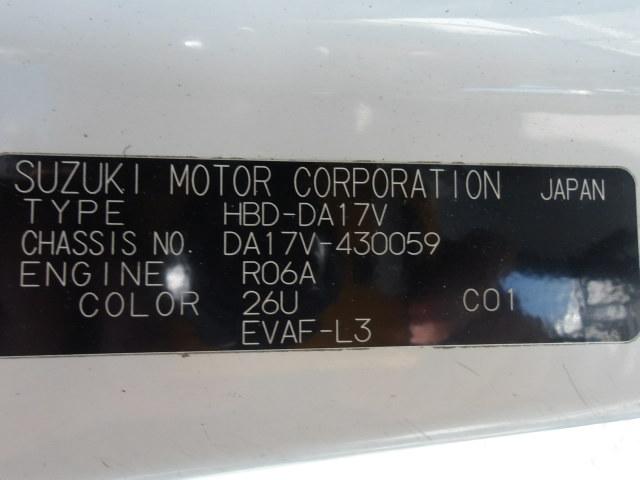 SUZUKI MOTOR CORPORATION JAPAN
TYPE HBD-DA17V
CHASSIS NO. DA17V-430059
ENGINE R06A
COLOR 26U C01
EVAF-L3